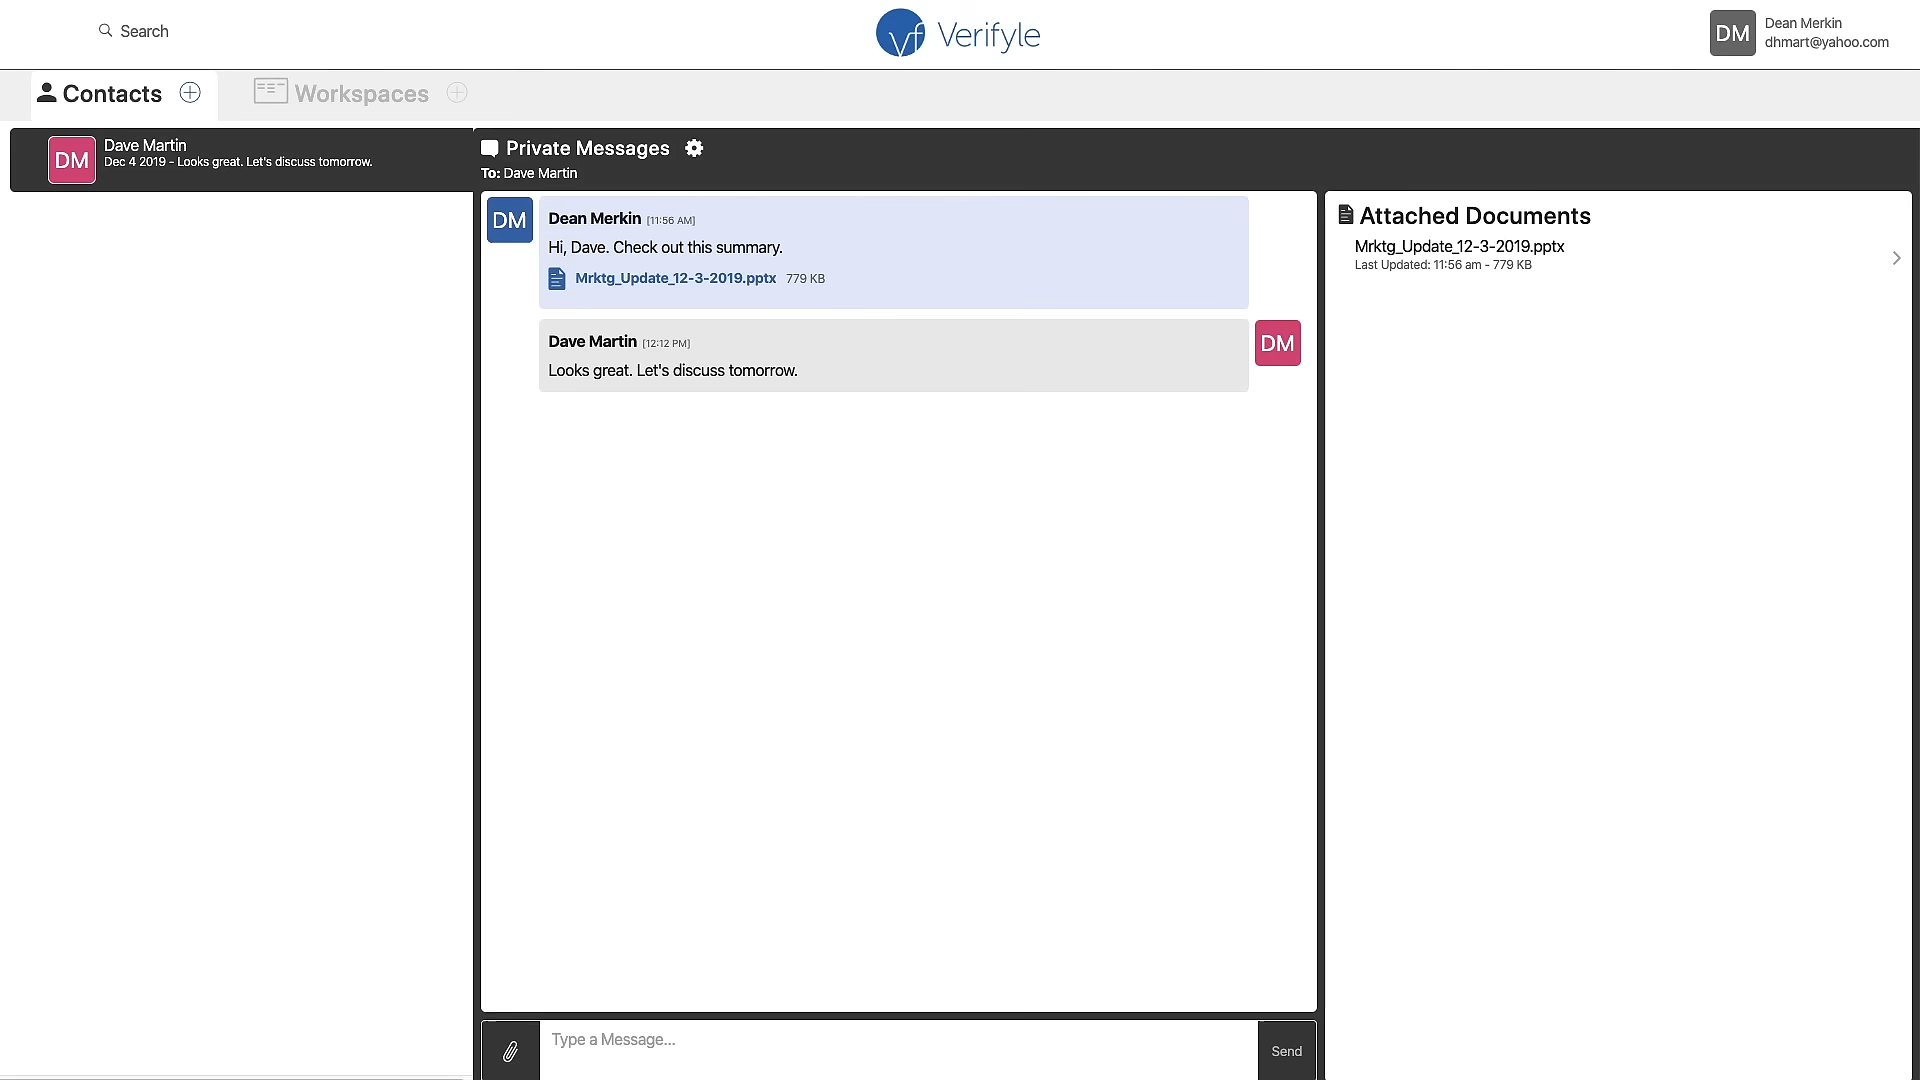 Search
vf Verifyle
DM
Dean Merkin
dhmart@yahoo.com
Contacts
Workspaces
DM
Dave Martin
Dec 4 2019 - Looks great. Let's discuss tomorrow.
Private Messages
To: Dave Martin
DM
Dean Merkin [11:56 AM]
Hi, Dave. Check out this summary.
Mrktg_Update_12-3-2019.pptx 779 KB
Dave Martin [12:12 PM]
Looks great. Let's discuss tomorrow.
DM
Attached Documents
Mrktg_Update_12-3-2019.pptx
Last Updated: 11:56 am - 779 KB
Type a Message...
Send